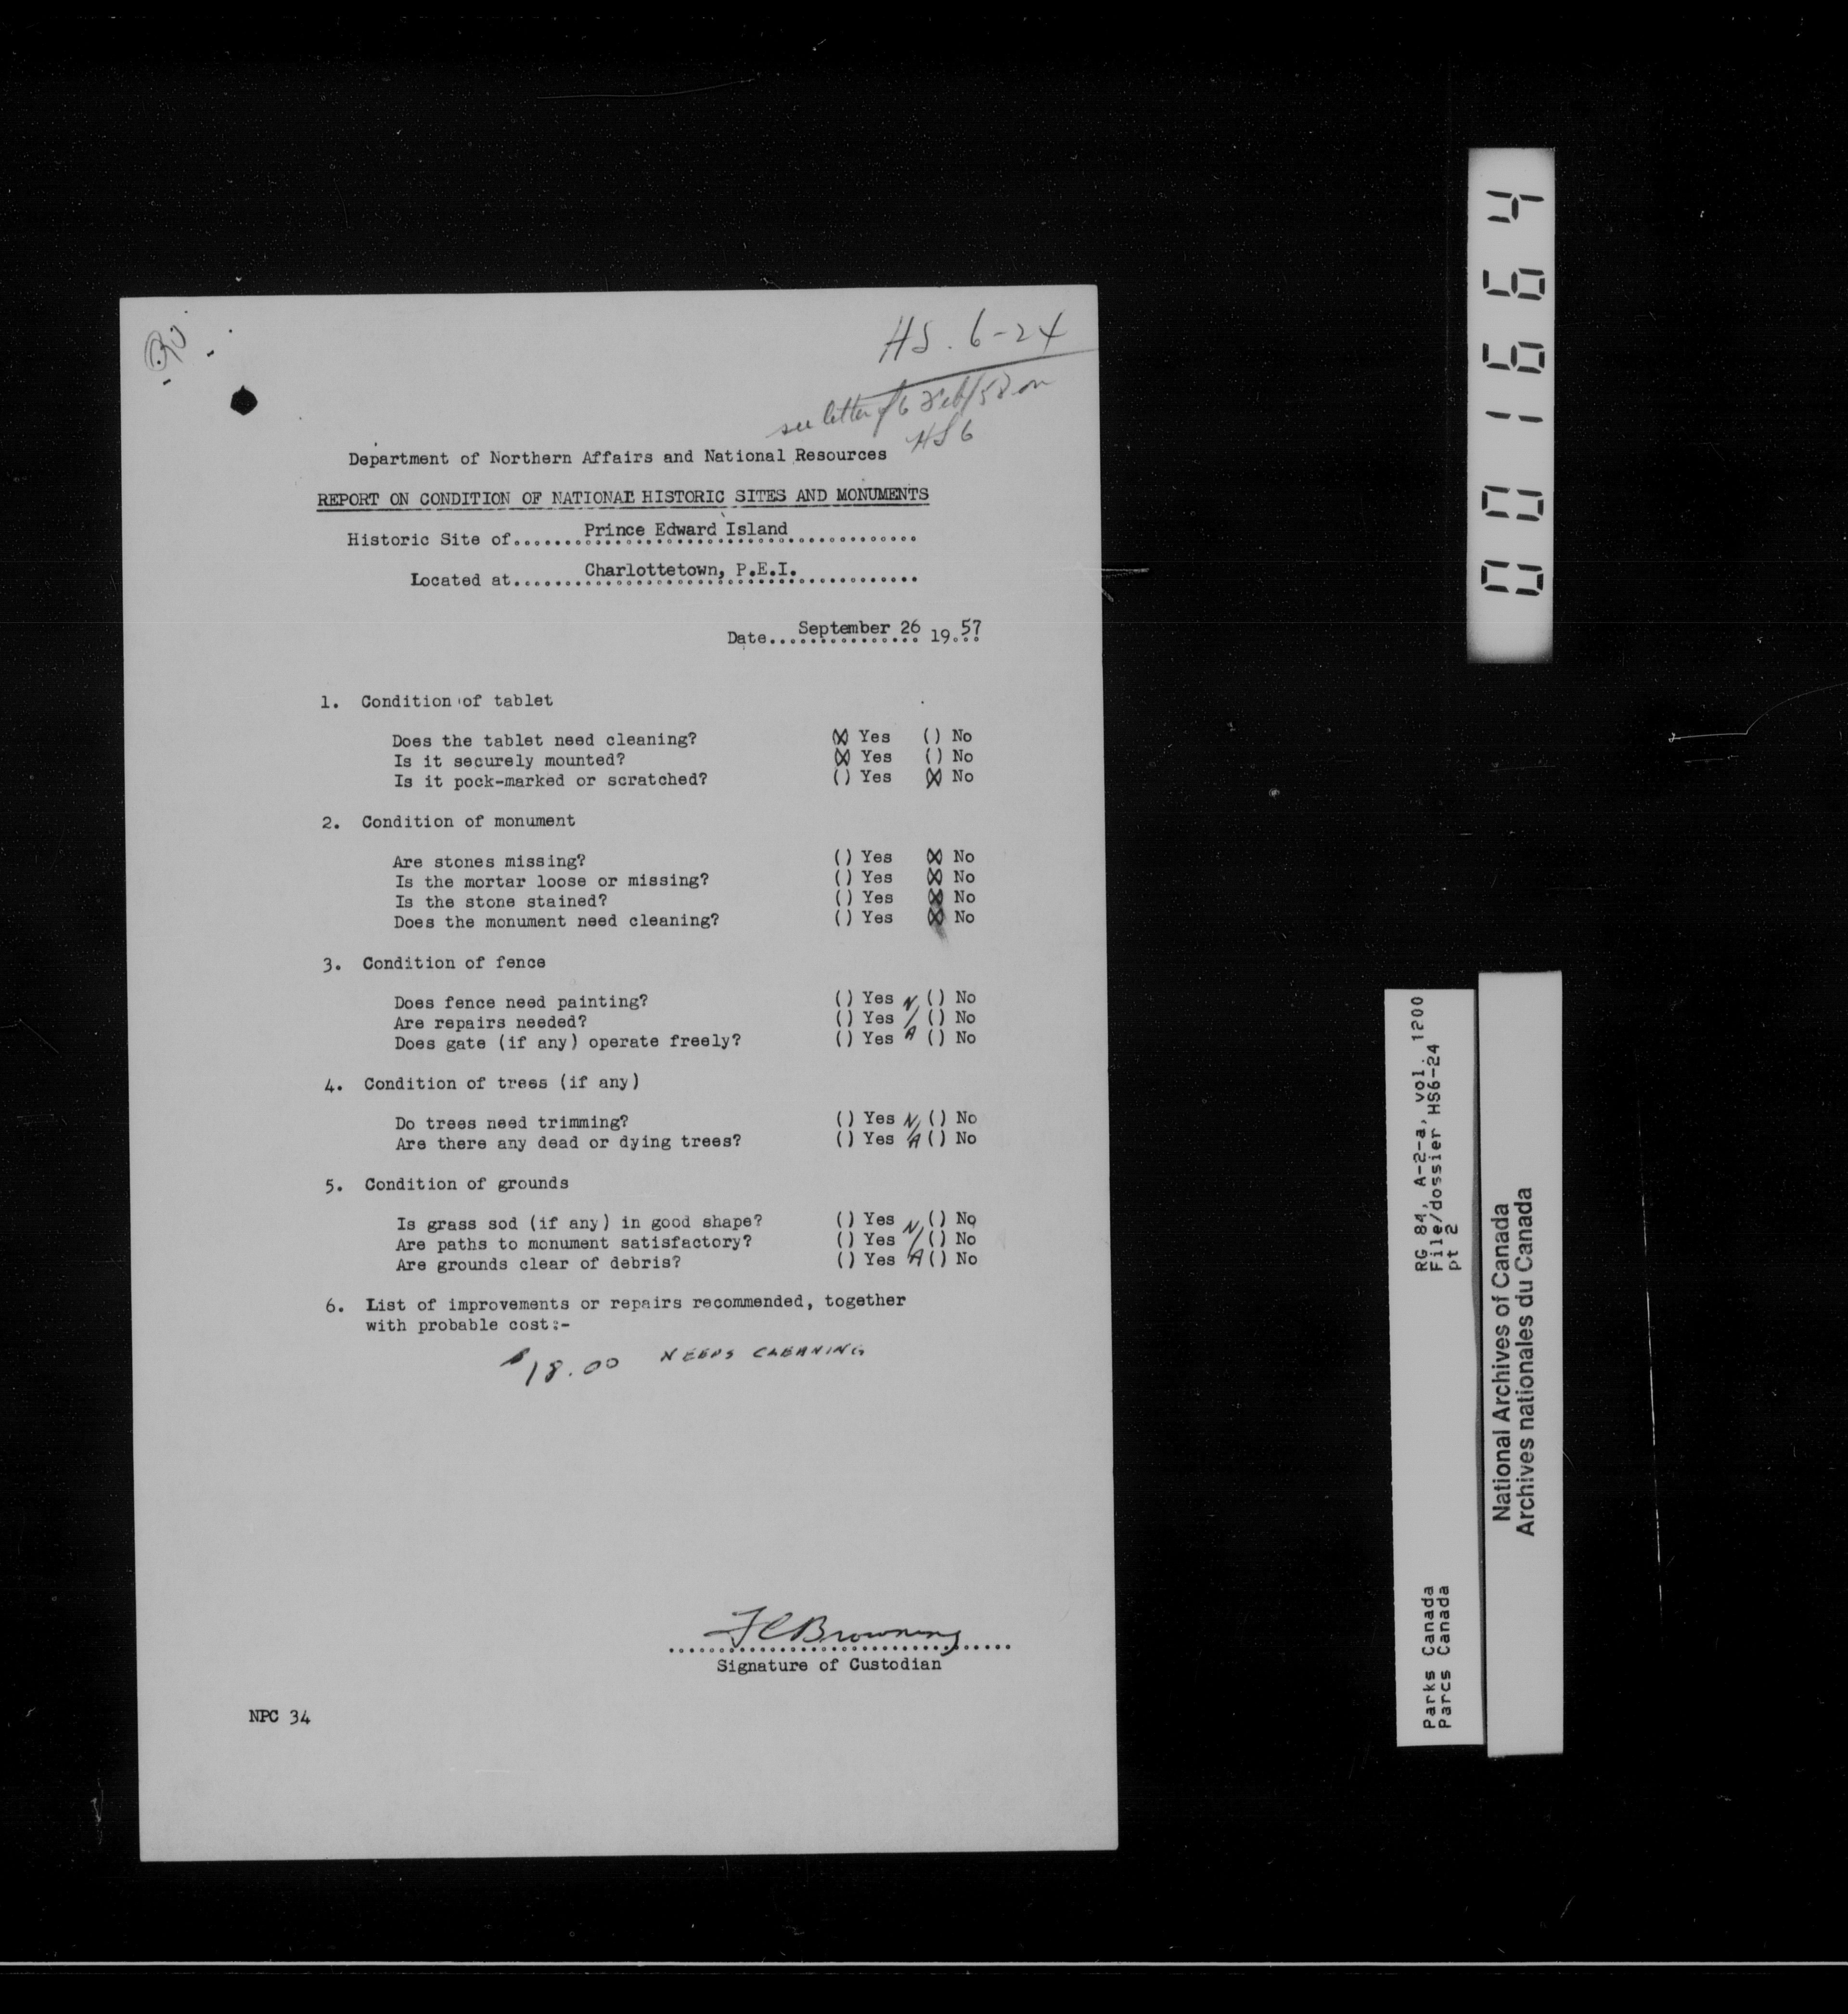 HS. 6-24
see letter of 6 Feb/58 on
HS 6
Department of Northern Affairs and National Resources
REPORT ON CONDITION OF NATIONAL HISTORIC SITES AND MONUMENTS
Historic Site of.....Prince Edward Island.....
Located at.....Charlottetown, P.E.I......
Date...September 26 19.57
1. Condition of tablet
Does the tablet need cleaning? (X) Yes () No
Is it securely mounted? (X) Yes () No
Is it pock-marked or scratched? () Yes (X) No
2. Condition of monument
Are stones missing? () Yes (X) No
Is the mortar loose or missing? () Yes (X) No
Is the stone stained? () Yes (X) No
Does the monument need cleaning? () Yes (X) No
3. Condition of fence
Does fence need painting? () Yes N () No
Are repairs needed? () Yes / () No
Does gate (if any) operate freely? () Yes A () No
4. Condition of trees (if any)
Do trees need trimming? () Yes N/ () No
Are there any dead or dying trees? () Yes A () No
5. Condition of grounds
Is grass sod (if any) in good shape? () Yes N () No
Are paths to monument satisfactory? () Yes / () No
Are grounds clear of debris? () Yes A () No
6. List of improvements or repairs recommended, together
with probable cost:-
$18.00 NEEDS CLEANING
FC Browning
Signature of Custodian
NPC 34
001664
RG 84, A-2-a, vol. 1200
File/dossier HS6-24
pt 2
Parks Canada
Parcs Canada
National Archives of Canada
Archives nationales du Canada